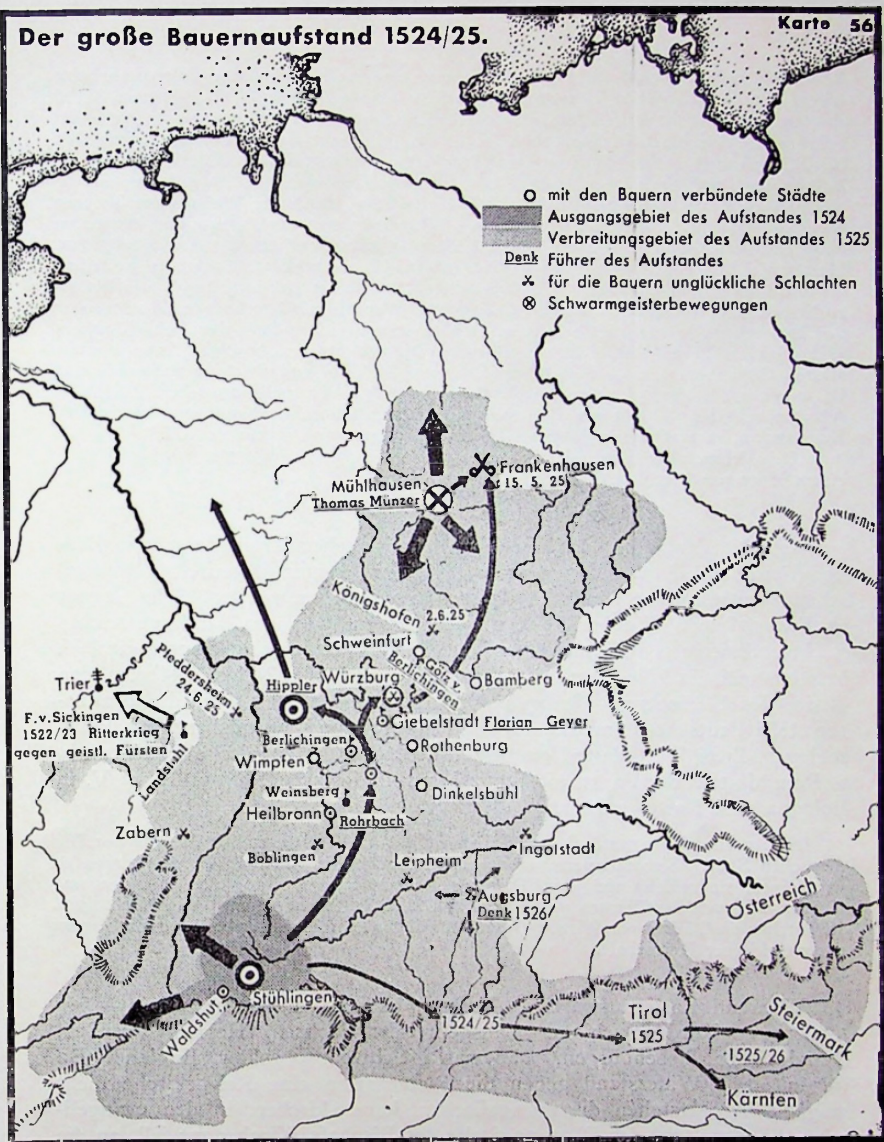 Der große Bauernaufstand 1524/25.
Karte 56
mit den Bauern verbündete Städte
Ausgangsgebiet des Aufstandes 1524
Verbreitungsgebiet des Aufstandes 1525
Denk Führer des Aufstandes
für die Bauern unglückliche Schlachten
Schwarmgeisterbewegungen
Frankenhausen
15. 5. 25
Mühlhausen
Thomas Münzer
Königshofen 2.6.25
Schweinfurt
Götz v.
Berlichingen
Bamberg
Würzburg
Hippler
Pfeddersheim
24.6.25
Trier
F.v.Sickingen
1522/23 Ritterkrieg
gegen geistl. Fürsten
Landstuhl
Giebelstadt Florian Geyer
Berlichingen
Rothenburg
Wimpfen
Weinsberg
Dinkelsbühl
Heilbronn
Rohrbach
Zabern
Böblingen
Leipheim
Ingolstadt
Augsburg
Denk 1526
Österreich
Stühlingen
Waldshut
1524/25
Tirol
1525
Steiermark
1525/26
Kärnten